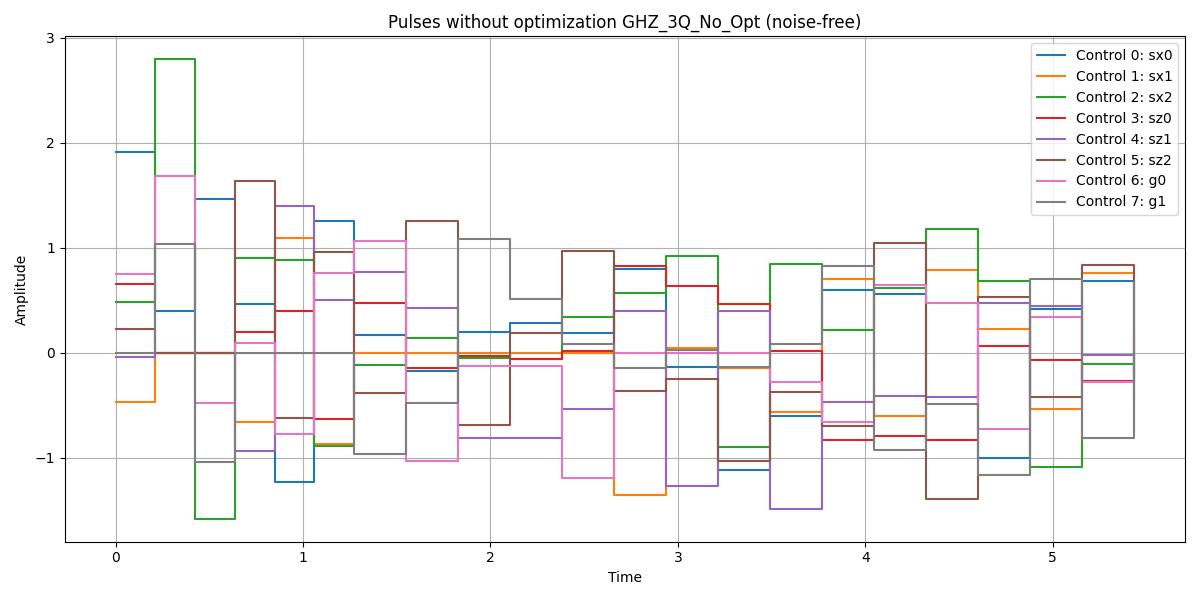 Pulses without optimization GHZ_3Q_No_Opt (noise-free)
3
2
1
0
−1
Amplitude
Control 0: sx0
Control 1: sx1
Control 2: sx2
Control 3: sz0
Control 4: sz1
Control 5: sz2
Control 6: g0
Control 7: g1
0 1 2 3 4 5
Time